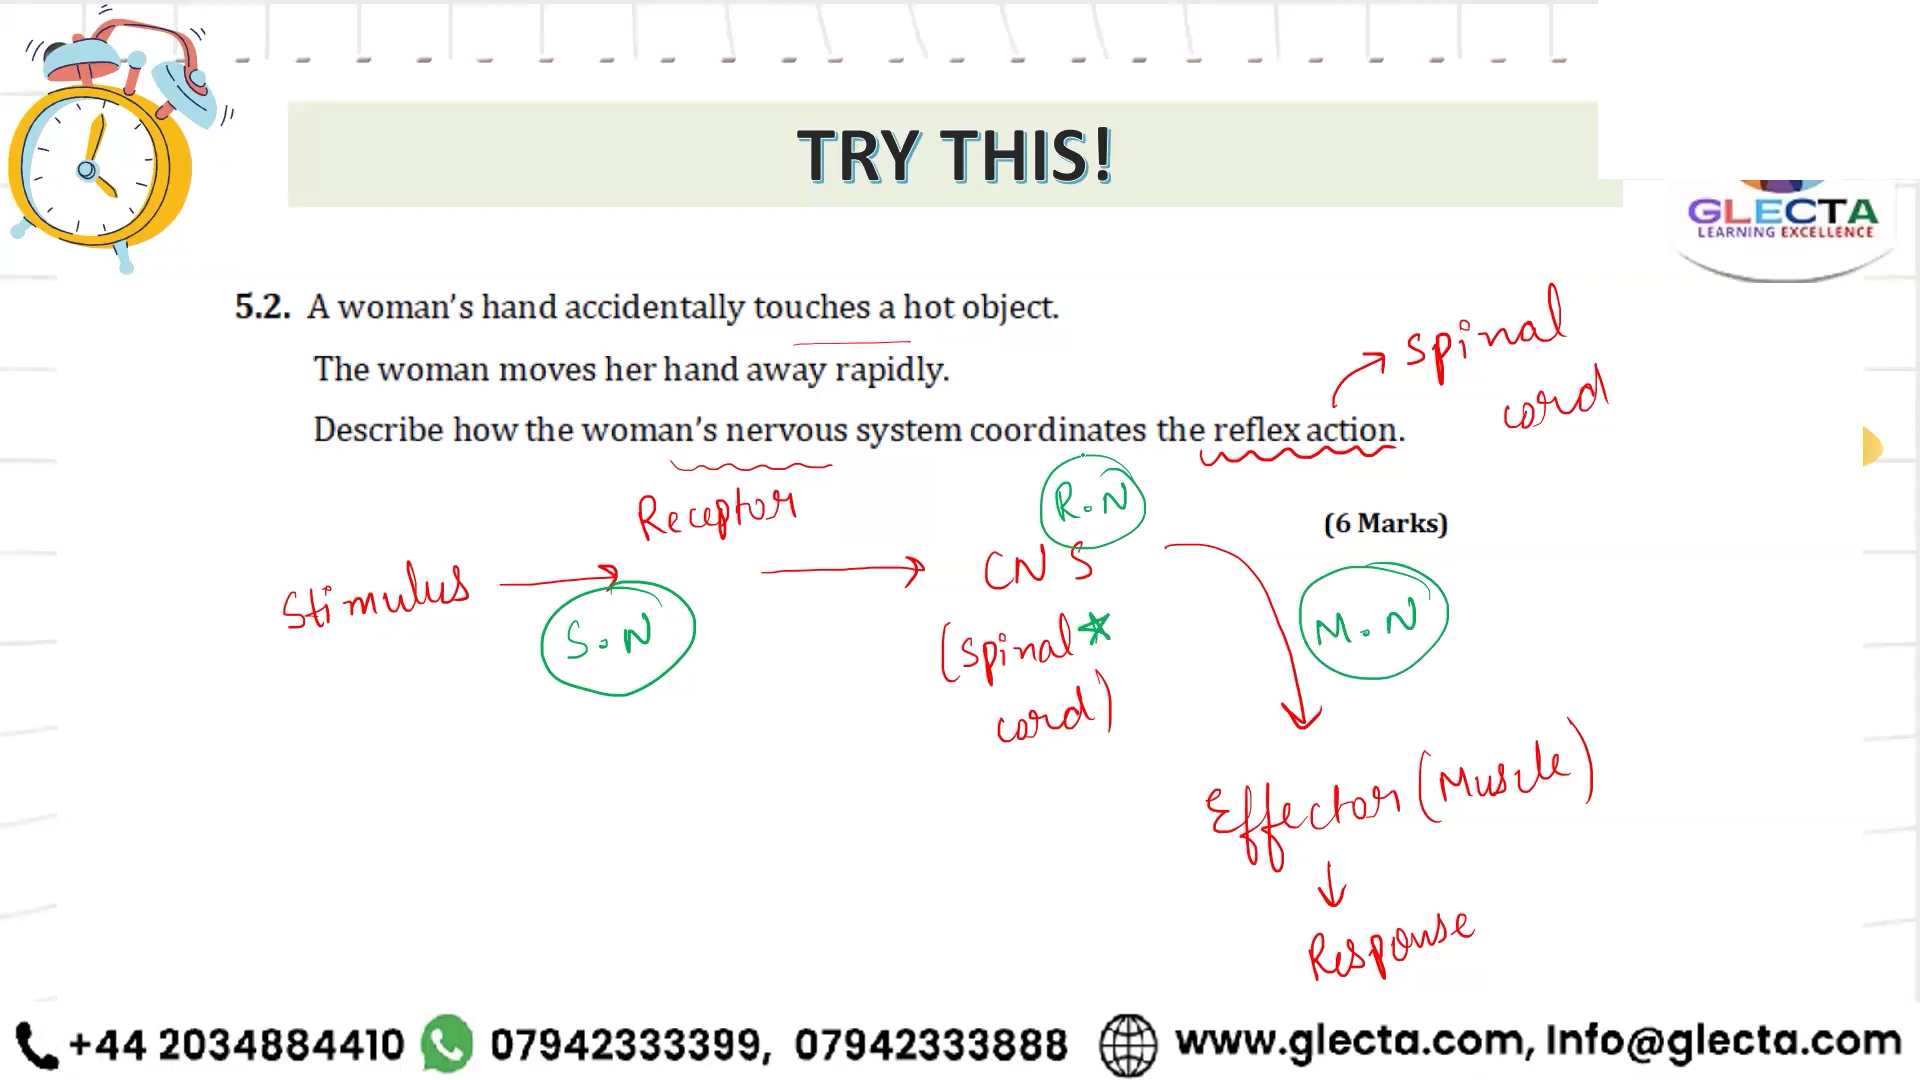 TRY THIS!
GLECTA
LEARNING EXCELLENCE
5.2. A woman's hand accidentally touches a hot object.
The woman moves her hand away rapidly.
Describe how the woman's nervous system coordinates the reflex action.
(6 Marks)
spinal
cord
Receptor
R.N
Stimulus
S.N
CNS
(spinal
cord)
M.N
Effector (Muscle)
Response
+44 2034884410 07942333399, 07942333888 www.glecta.com, Info@glecta.com